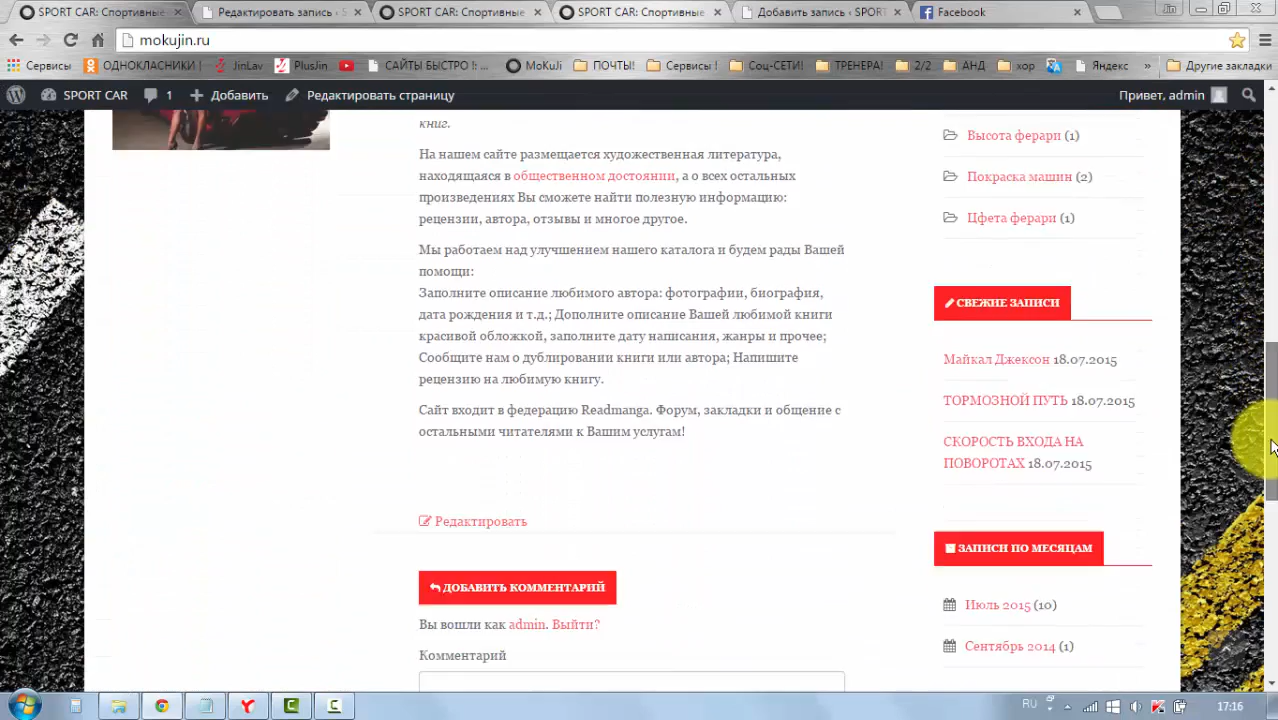 SPORT CAR: Спортивные
Редактировать запись ‹ S
SPORT CAR: Спортивные
SPORT CAR: Спортивные
Добавить запись ‹ SPORT
Facebook
mokujin.ru
Сервисы
ОДНОКЛАСНИКИ
JinLav
PlusJin
САЙТЫ БЫСТРО !: ...
MoKuJi
ПОЧТЫ!
Сервисы !
Соц-СЕТИ!
ТРЕНЕРА!
2/2
АНД
хор
Яндекс
»
Другие закладки
SPORT CAR
1
Добавить
Редактировать страницу
Привет, admin
книг.
На нашем сайте размещается художественная литература,
находящаяся в общественном достоянии, а о всех остальных
произведениях Вы сможете найти полезную информацию:
рецензии, автора, отзывы и многое другое.
Мы работаем над улучшением нашего каталога и будем рады Вашей
помощи:
Заполните описание любимого автора: фотографии, биография,
дата рождения и т.д.; Дополните описание Вашей любимой книги
красивой обложкой, заполните дату написания, жанры и прочее;
Сообщите нам о дублировании книги или автора; Напишите
рецензию на любимую книгу.
Сайт входит в федерацию Readmanga. Форум, закладки и общение с
остальными читателями к Вашим услугам!
Редактировать
ДОБАВИТЬ КОММЕНТАРИЙ
Вы вошли как admin. Выйти?
Комментарий
Высота ферари (1)
Покраска машин (2)
Цфета ферари (1)
СВЕЖИЕ ЗАПИСИ
Майкал Джексон 18.07.2015
ТОРМОЗНОЙ ПУТЬ 18.07.2015
СКОРОСТЬ ВХОДА НА
ПОВОРОТАХ 18.07.2015
ЗАПИСИ ПО МЕСЯЦАМ
Июль 2015 (10)
Сентябрь 2014 (1)
RU
17:16